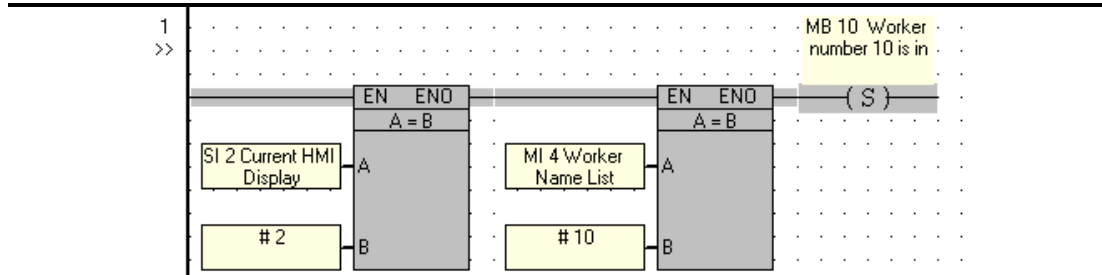 1
>>
MB 10 Worker
number 10 is in
EN ENO
A = B
SI 2 Current HMI
Display
A
# 2
B
EN ENO
A = B
MI 4 Worker
Name List
A
# 10
B
( S )